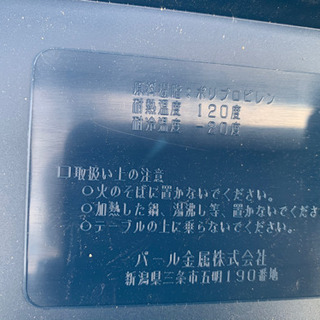 原料樹脂：ポリプロピレン
耐熱温度 120度
耐冷温度 -20度
□取扱い上の注意
○火のそばに置かないでください。
○加熱した鍋、湯沸し等、置かないでくださ
○テーブルの上に乗らないでください。
パール金属株式会社
新潟県三条市五明190番地